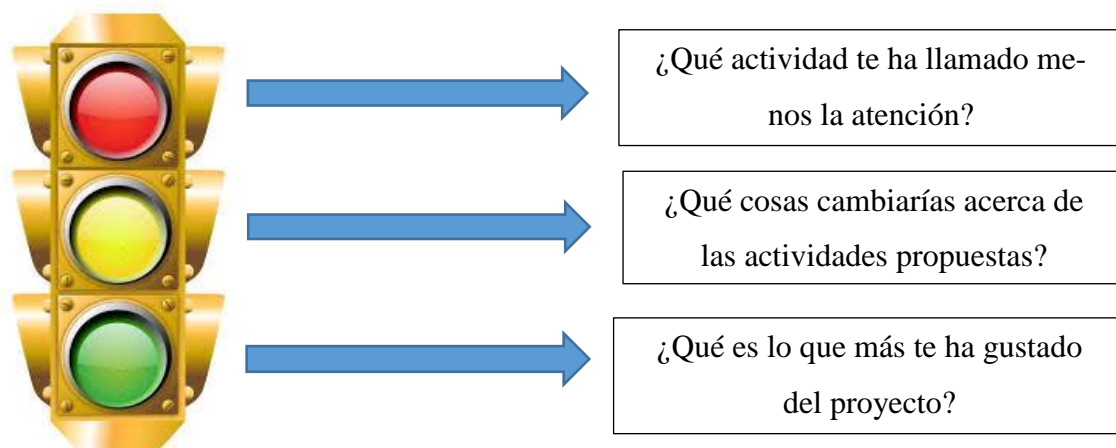 ¿Qué actividad te ha llamado me-
nos la atención?
¿Qué cosas cambiarías acerca de
las actividades propuestas?
¿Qué es lo que más te ha gustado
del proyecto?